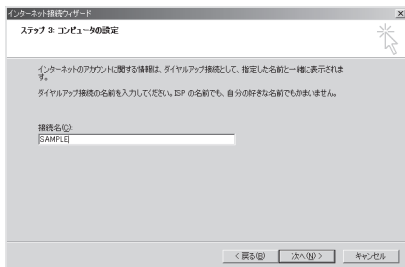 インターネット接続ウィザード
ステップ 3: コンピュータの設定
インターネットのアカウントに関する情報は、ダイヤルアップ接続として、指定した名前と一緒に表示されま
す。
ダイヤルアップ接続の名前を入力してください。ISP の名前でも、自分の好きな名前でもかまいません。
接続名(C):
SAMPLE
< 戻る(B)
次へ(N) >
キャンセル